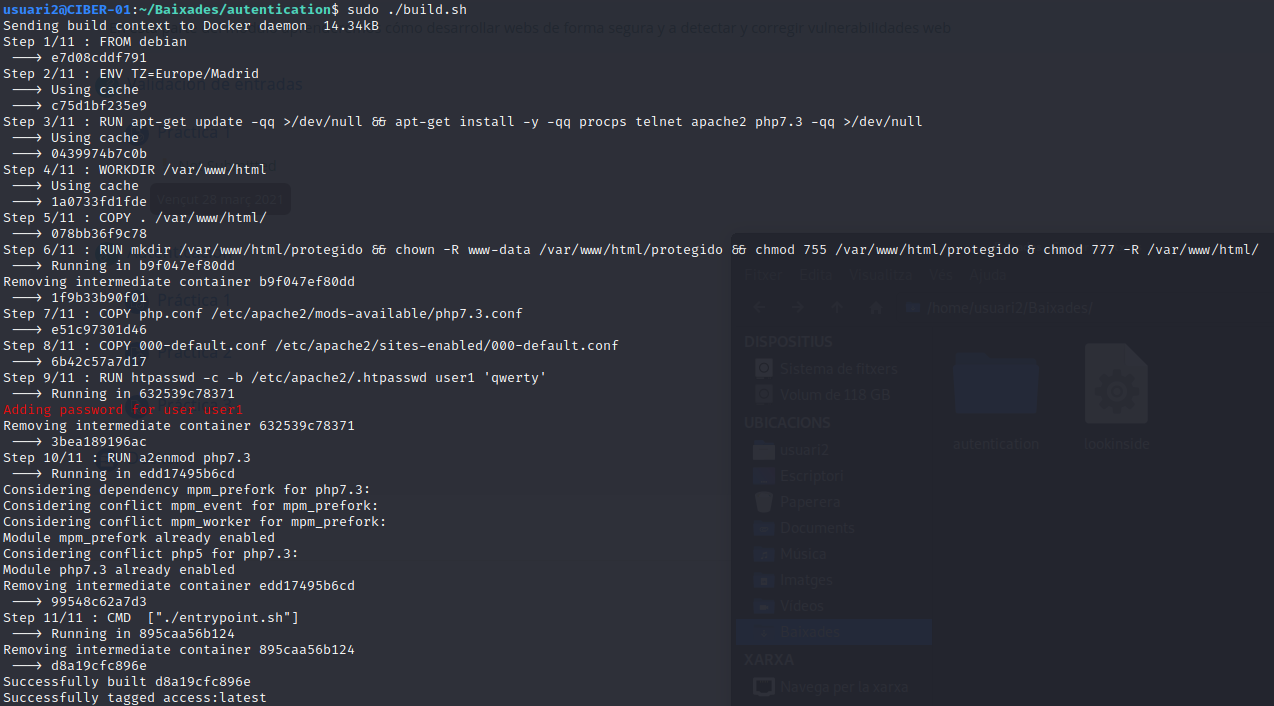 usuari2@CIBER-01:~/Baixades/autentication$ sudo ./build.sh
Sending build context to Docker daemon  14.34kB
Step 1/11 : FROM debian
 ---> e7d08cddf791
Step 2/11 : ENV TZ=Europe/Madrid
 ---> Using cache
 ---> c75d1bf235e9
Step 3/11 : RUN apt-get update -qq >/dev/null && apt-get install -y -qq procps telnet apache2 php7.3 -qq >/dev/null
 ---> Using cache
 ---> 0439974b7c0b
Step 4/11 : WORKDIR /var/www/html
 ---> Using cache
 ---> 1a0733fd1fde
Step 5/11 : COPY . /var/www/html/
 ---> 078bb36f9c78
Step 6/11 : RUN mkdir /var/www/html/protegido && chown -R www-data /var/www/html/protegido && chmod 755 /var/www/html/protegido & chmod 777 -R /var/www/html/
 ---> Running in b9f047ef80dd
Removing intermediate container b9f047ef80dd
 ---> 1f9b33b90f01
Step 7/11 : COPY php.conf /etc/apache2/mods-available/php7.3.conf
 ---> e51c97301d46
Step 8/11 : COPY 000-default.conf /etc/apache2/sites-enabled/000-default.conf
 ---> 6b42c57a7d17
Step 9/11 : RUN htpasswd -c -b /etc/apache2/.htpasswd user1 'qwerty'
 ---> Running in 632539c78371
Adding password for user user1
Removing intermediate container 632539c78371
 ---> 3bea189196ac
Step 10/11 : RUN a2enmod php7.3
 ---> Running in edd17495b6cd
Considering dependency mpm_prefork for php7.3:
Considering conflict mpm_event for mpm_prefork:
Considering conflict mpm_worker for mpm_prefork:
Module mpm_prefork already enabled
Considering conflict php5 for php7.3:
Module php7.3 already enabled
Removing intermediate container edd17495b6cd
 ---> 99548c62a7d3
Step 11/11 : CMD  ["./entrypoint.sh"]
 ---> Running in 895caa56b124
Removing intermediate container 895caa56b124
 ---> d8a19cfc896e
Successfully built d8a19cfc896e
Successfully tagged access:latest
cómo desarrollar webs de forma segura y a detectar y corregir vulnerabilidades web
de entradas
Fitxer Edita Visualitza Vés Ajuda
/home/usuari2/Baixades/
DISPOSITIUS
Sistema de fitxers
Volum de 118 GB
UBICACIONS
usuari2
Escriptori
Paperera
Documents
Música
Imatges
Vídeos
Baixades
XARXA
Navega per la xarxa
autentication
lookinside